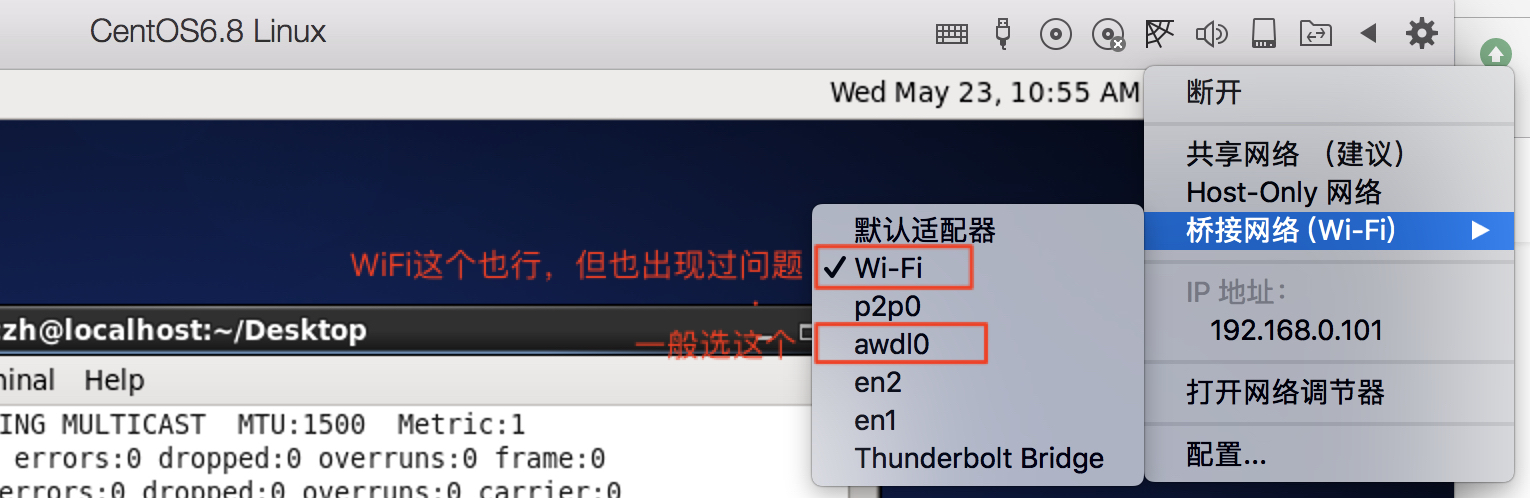 CentOS6.8 Linux
Wed May 23, 10:55 AM
断开
共享网络 （建议）
Host-Only 网络
桥接网络 (Wi-Fi)
IP 地址：
192.168.0.101
打开网络调节器
配置...
默认适配器
Wi-Fi
p2p0
awdl0
en2
en1
Thunderbolt Bridge
WiFi这个也行，但也出现过问题
一般选这个
zh@localhost:~/Desktop
Help
MULTICAST MTU:1500 Metric:1
errors:0 dropped:0 overruns:0 frame:0
errors:0 dropped:0 overruns:0 carrier:0